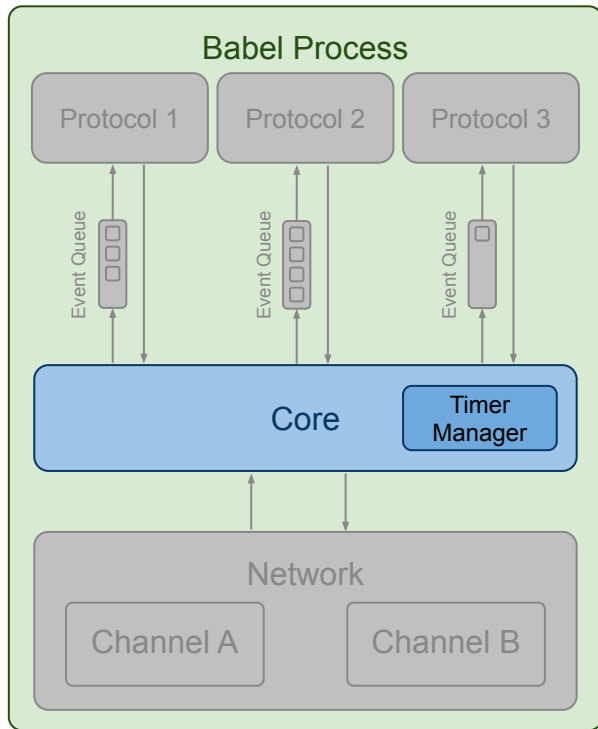 Babel Process
Protocol 1
Protocol 2
Protocol 3
Event Queue
Event Queue
Event Queue
Core
Timer
Manager
Network
Channel A
Channel B